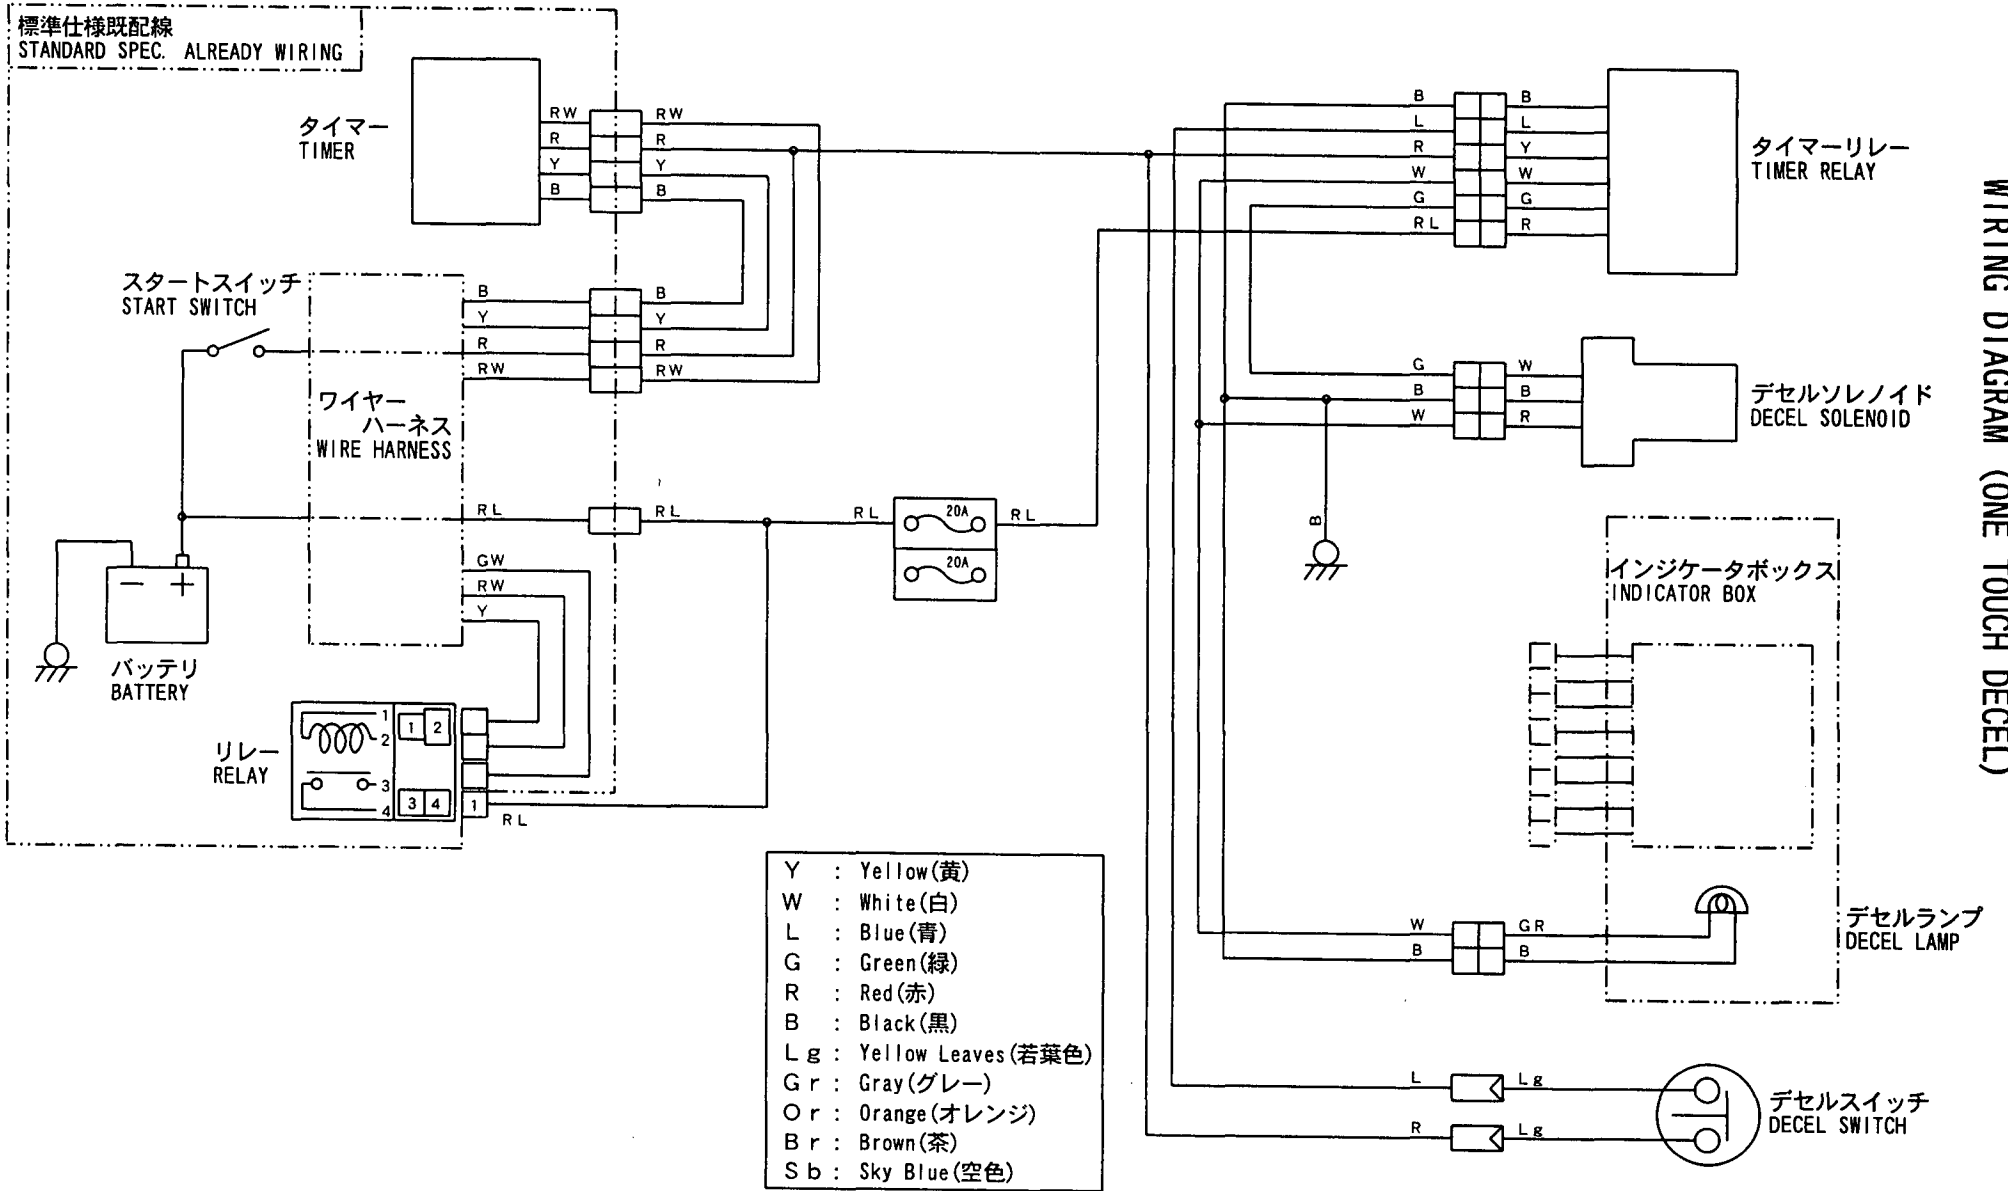 標準仕様既配線
STANDARD SPEC. ALREADY WIRING
タイマー
TIMER
RW
R
Y
B
RW
R
Y
B
スタートスイッチ
START SWITCH
B
Y
R
RW
B
Y
R
RW
ワイヤー
ハーネス
WIRE HARNESS
RL
RL
RL
20A
RL
20A
GW
RW
Y
− +
バッテリ
BATTERY
リレー
RELAY
1
2
3
4
1 2
3 4
1
RL
B
L
R
W
G
RL
B
L
Y
W
G
R
タイマーリレー
TIMER RELAY
G
B
W
W
B
R
デセルソレノイド
DECEL SOLENOID
B
インジケータボックス
INDICATOR BOX
W
B
GR
B
デセルランプ
DECEL LAMP
L
R
Lg
Lg
デセルスイッチ
DECEL SWITCH
Y : Yellow(黄)
W : White(白)
L : Blue(青)
G : Green(緑)
R : Red(赤)
B : Black(黒)
Lg : Yellow Leaves(若葉色)
Gr : Gray(グレー)
Or : Orange(オレンジ)
Br : Brown(茶)
Sb : Sky Blue(空色)
WIRING DIAGRAM (ONE TOUCH DECEL)